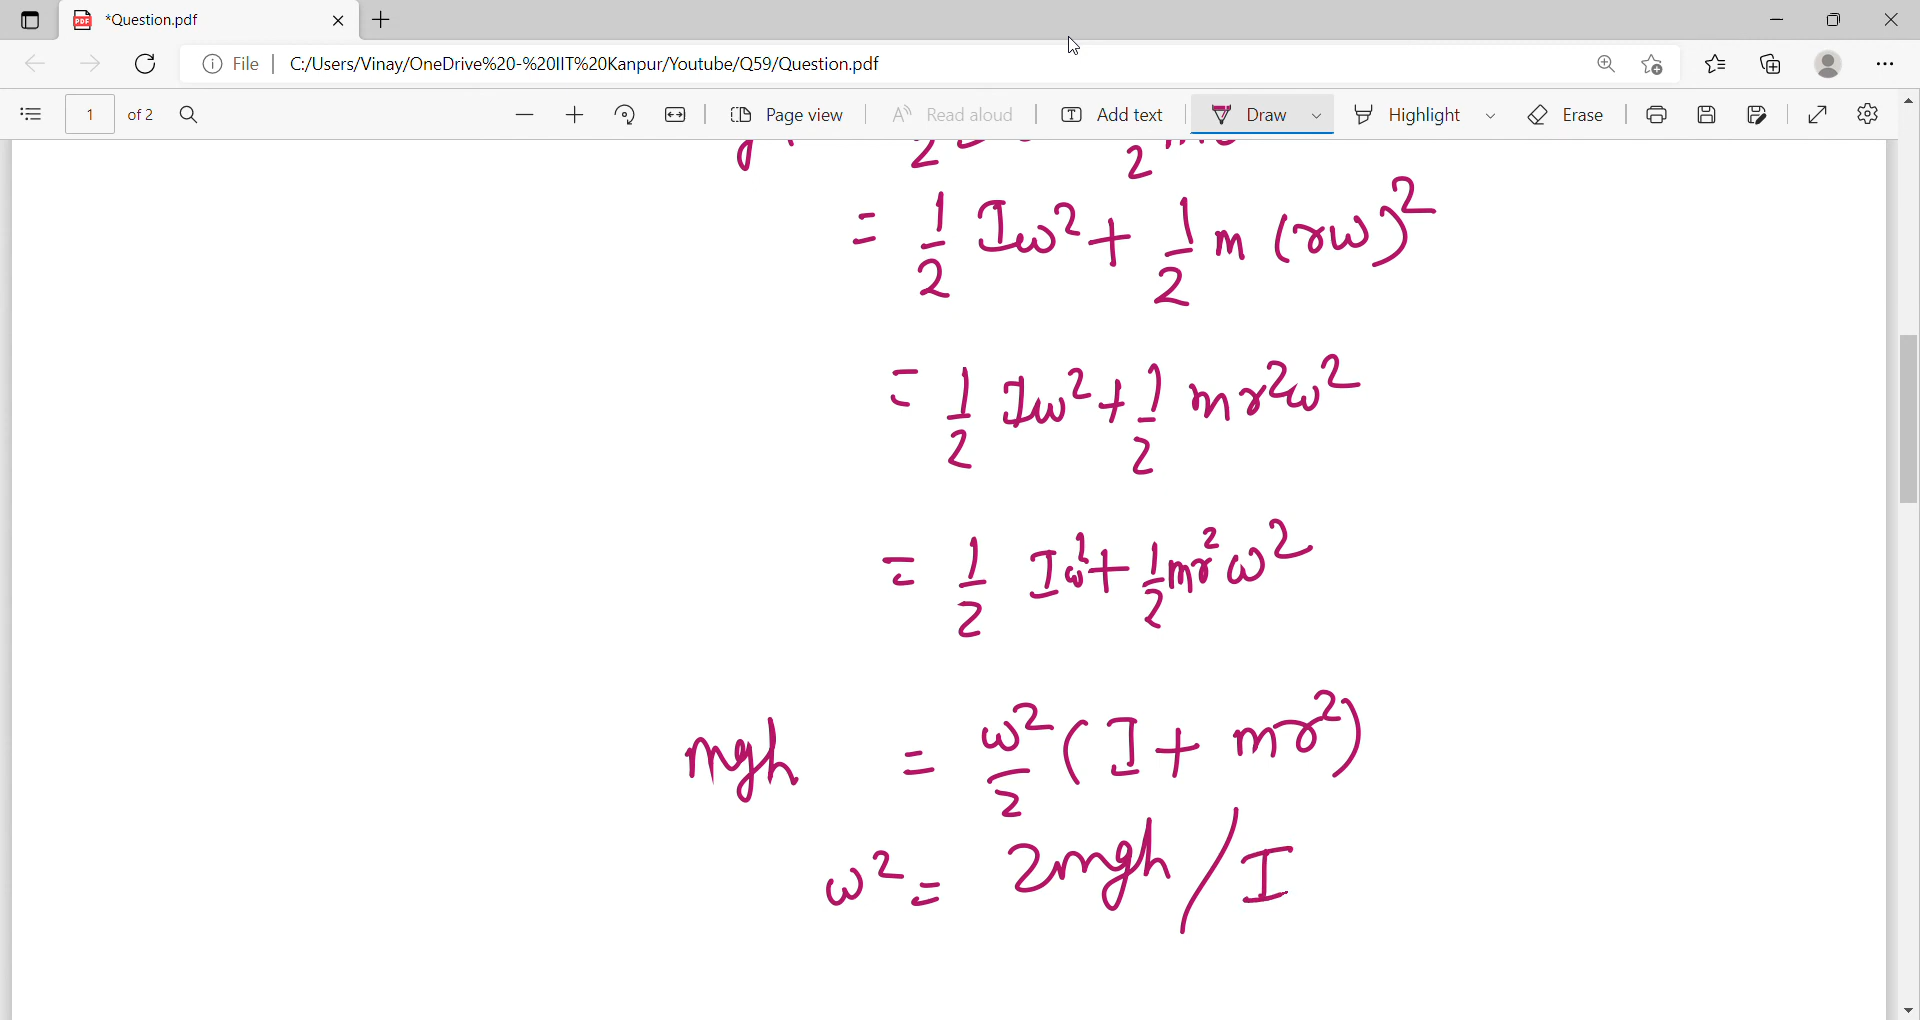 *Question.pdf
File C:/Users/Vinay/OneDrive%20-%20IIT%20Kanpur/Youtube/Q59/Question.pdf
1 of 2 Page view Read aloud Add text Draw Highlight Erase
= 1/2 Iω² + 1/2 m (rω)²
= 1/2 Iω² + 1/2 mr²ω²
= 1/2 Iω² + 1/2 mr²ω²
mgh = ω²/2 (I + mr²)
ω² = 2mgh / I